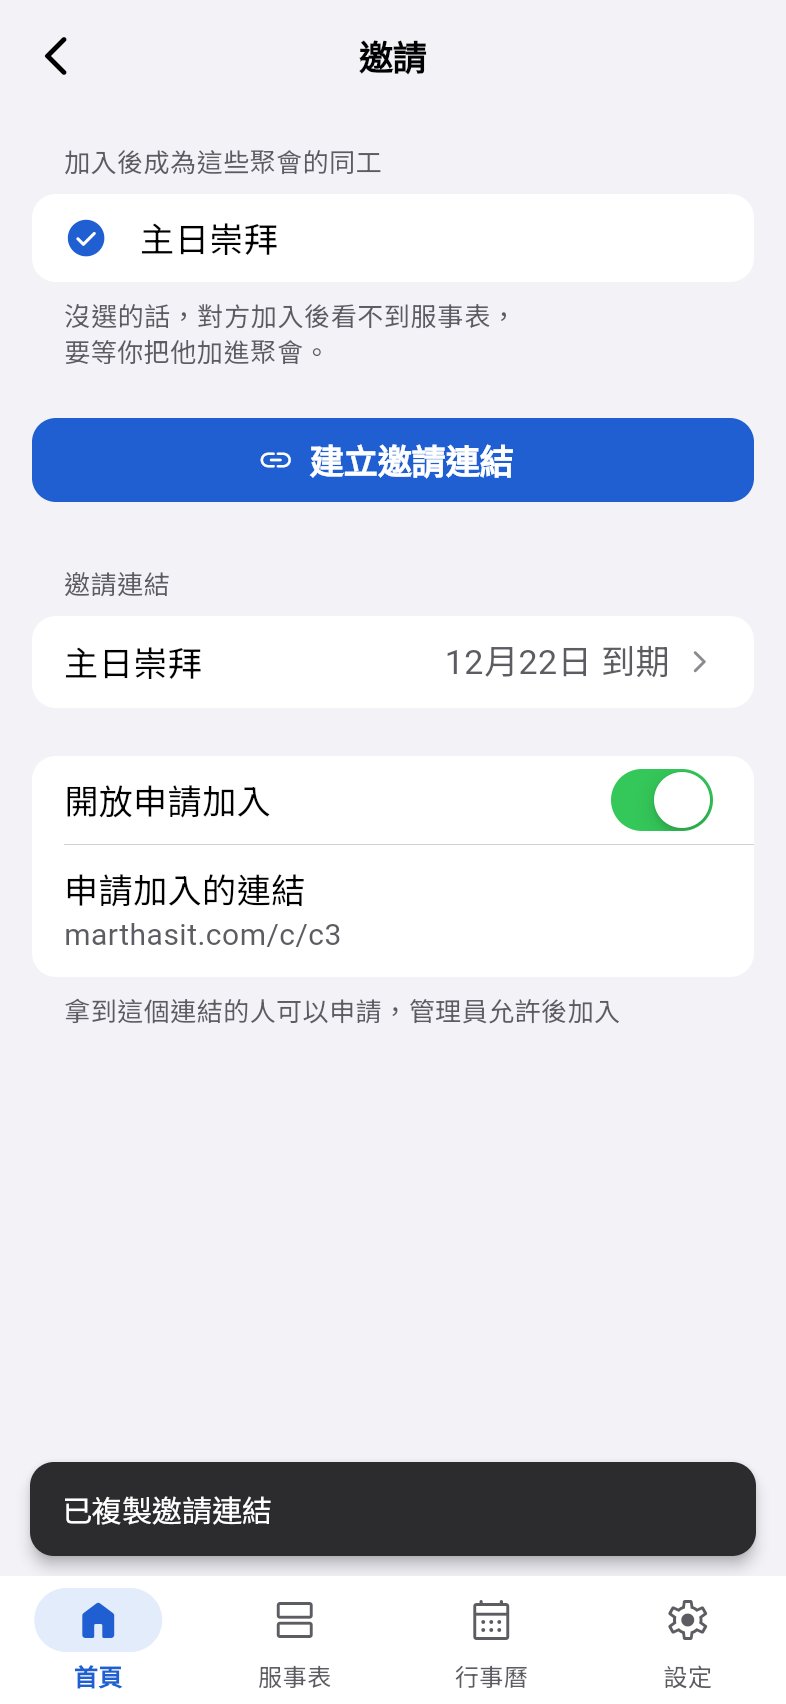 邀請
加入後成為這些聚會的同工
主日崇拜
沒選的話，對方加入後看不到服事表，
要等你把他加進聚會。
建立邀請連結
邀請連結
主日崇拜 12月22日 到期
開放申請加入
申請加入的連結
marthasit.com/c/c3
拿到這個連結的人可以申請，管理員允許後加入
已複製邀請連結
首頁 服事表 行事曆 設定